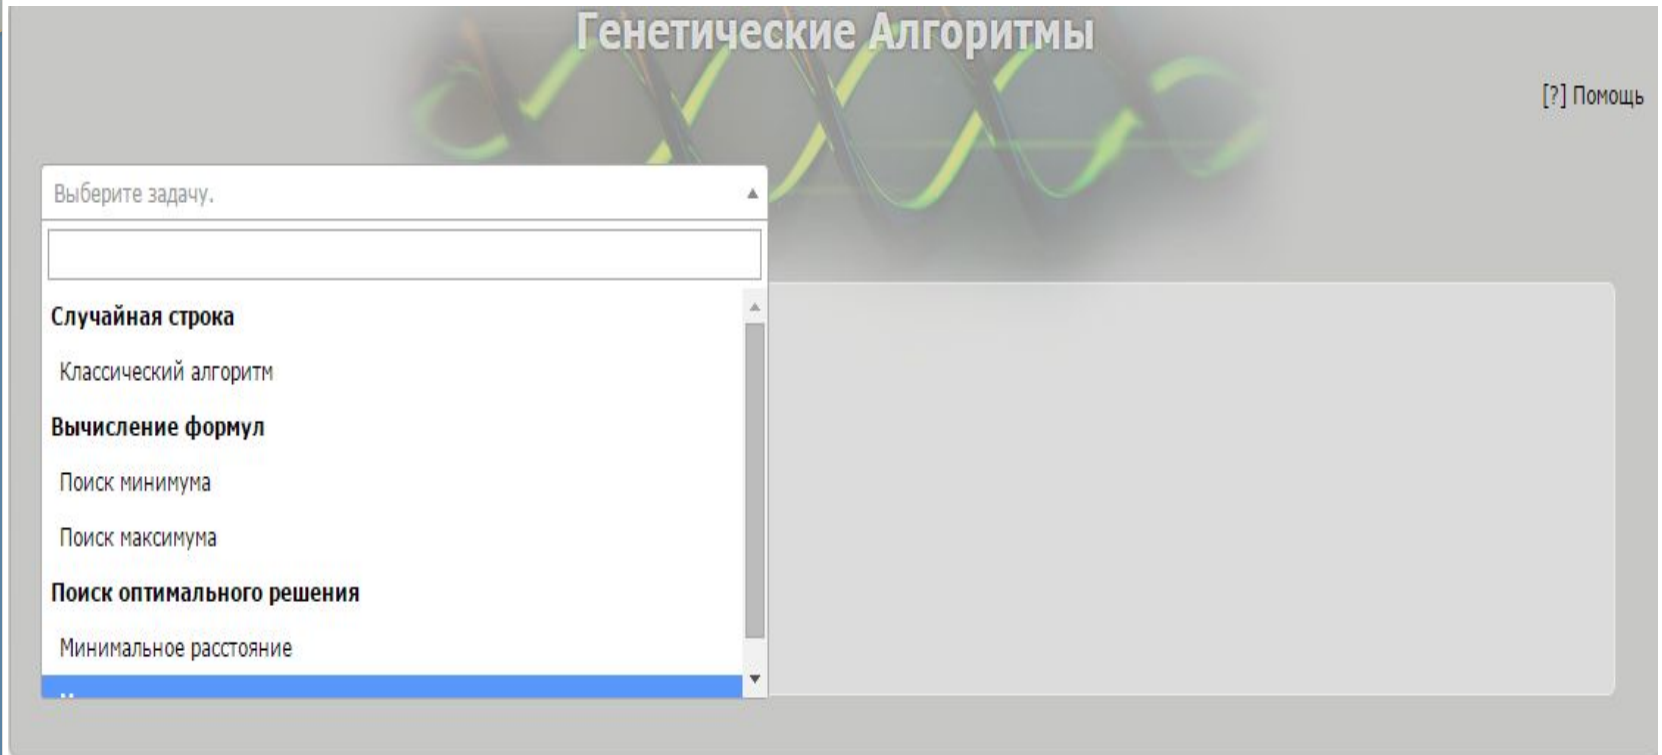 Генетические Алгоритмы
[?] Помощь
Выберите задачу.
Случайная строка
Классический алгоритм
Вычисление формул
Поиск минимума
Поиск максимума
Поиск оптимального решения
Минимальное расстояние